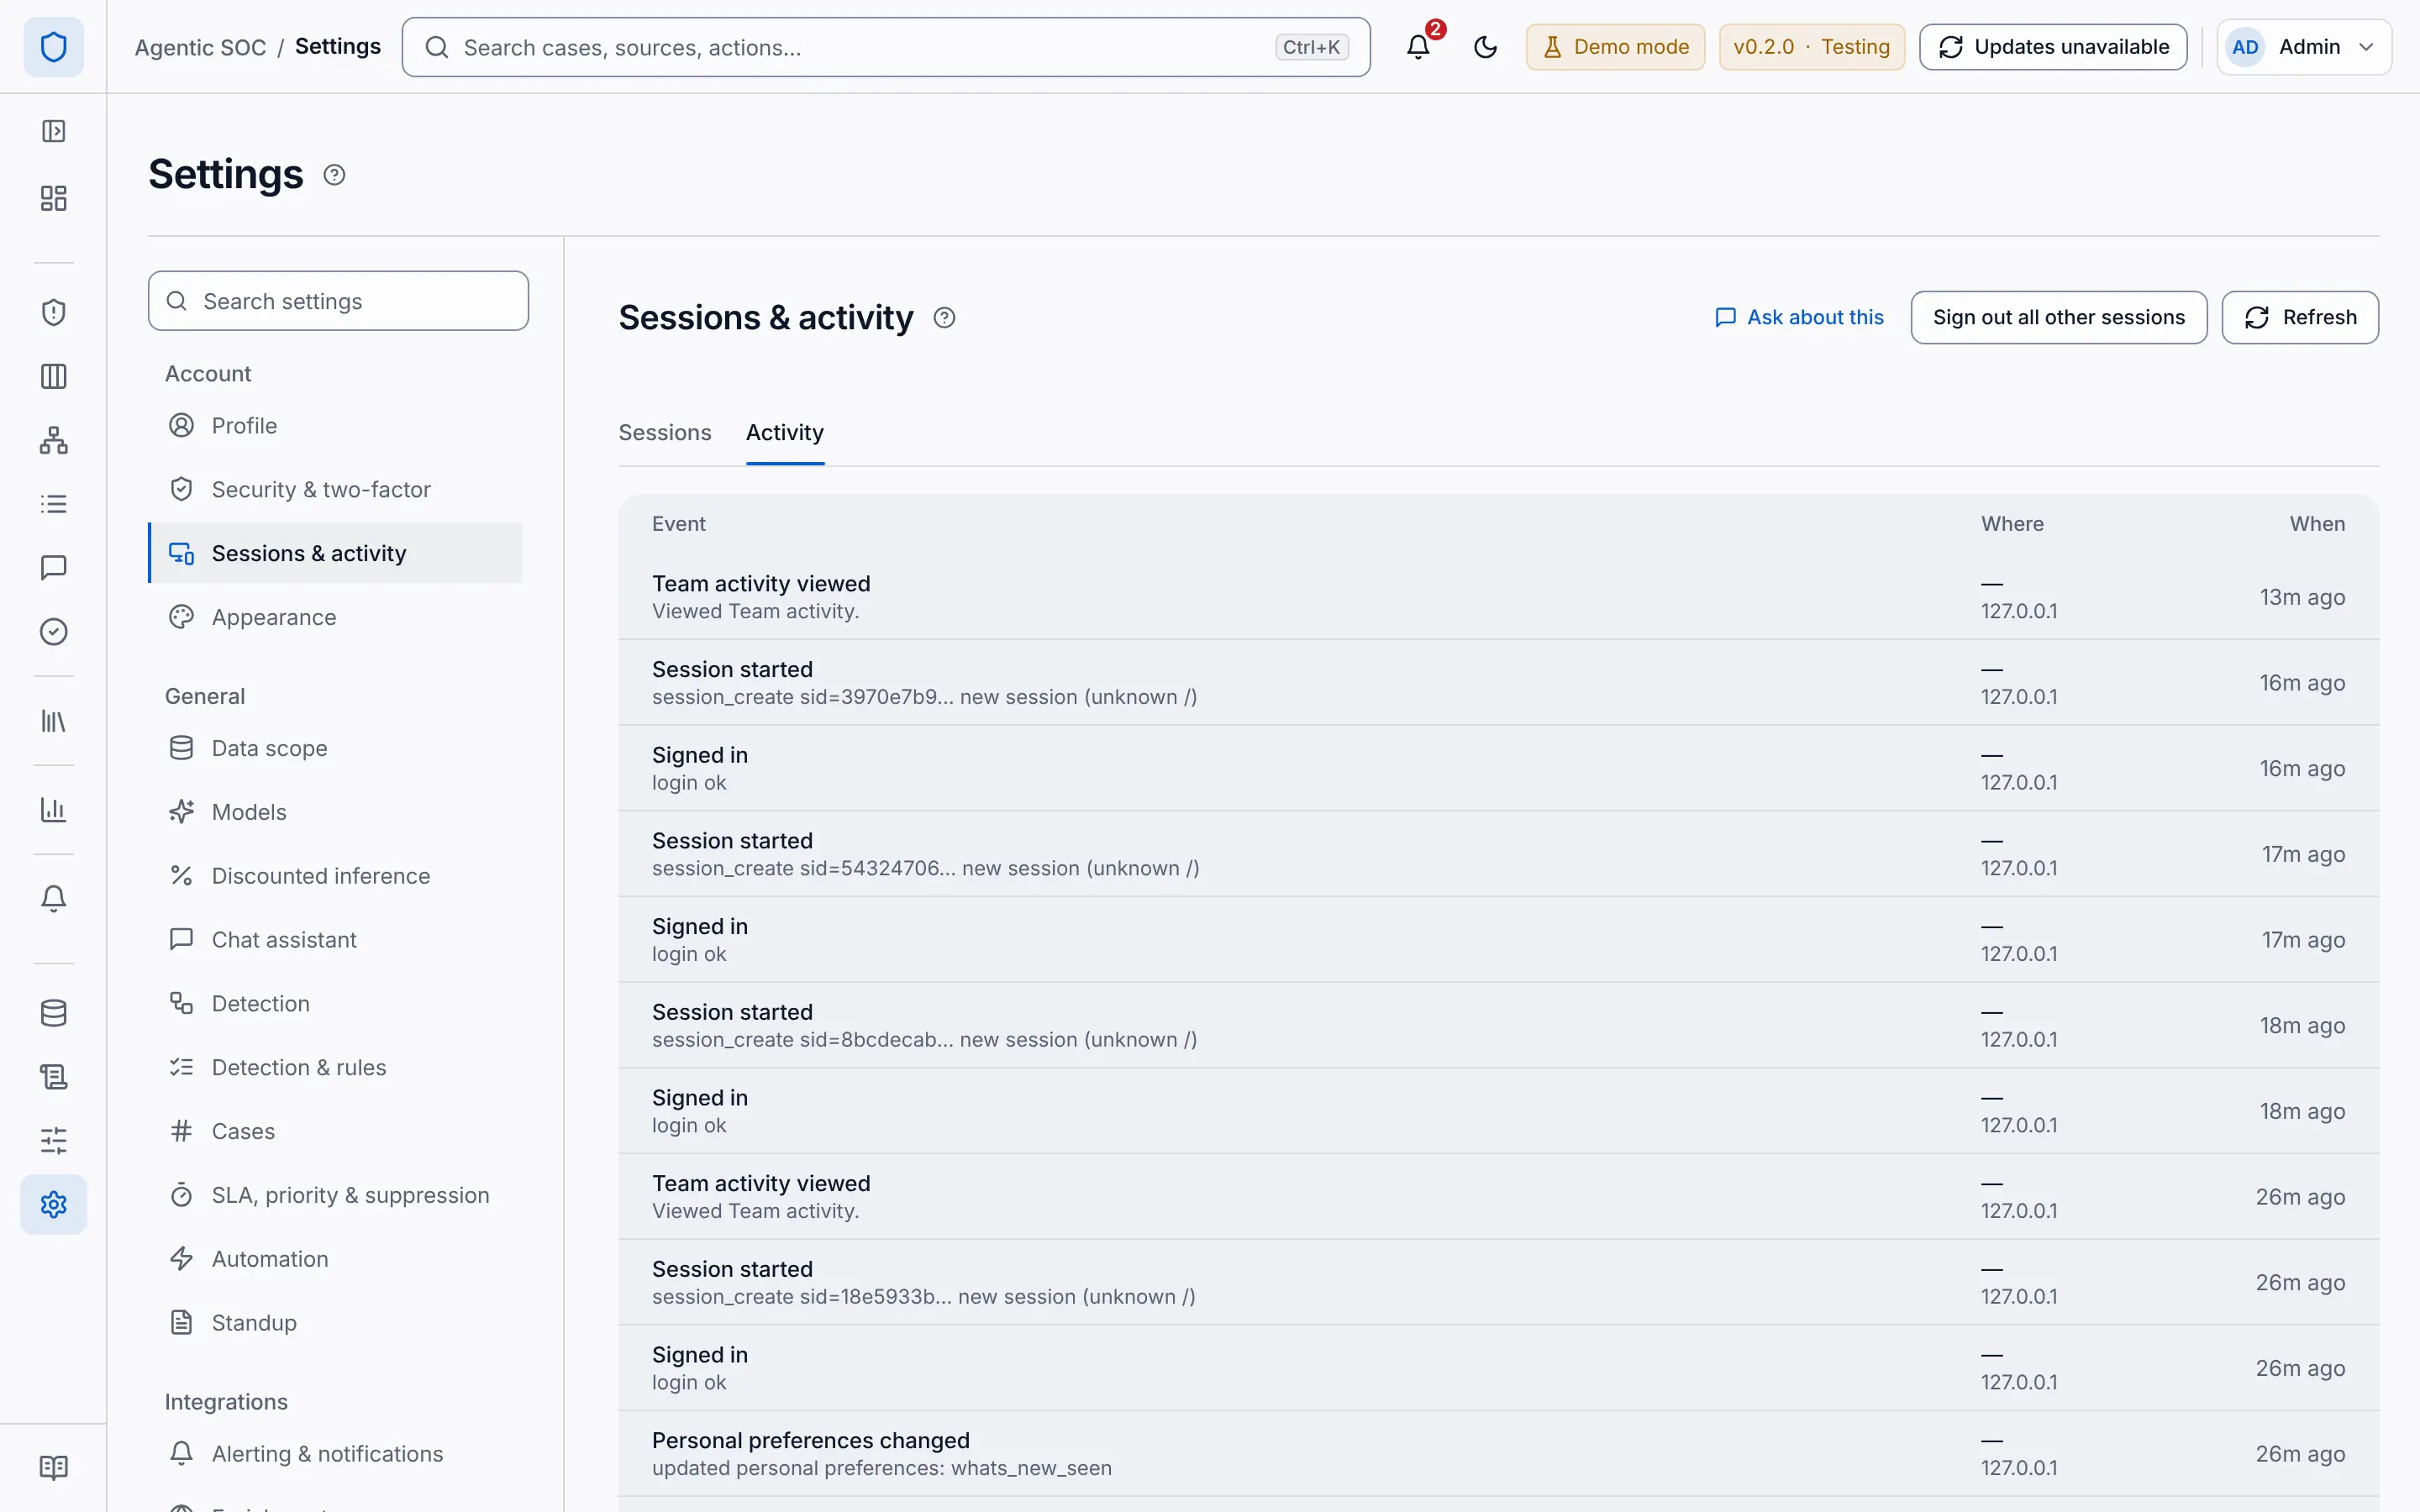 Agentic SOC / Settings
Search cases, sources, actions...
Ctrl+K
2
Demo mode
v0.2.0 · Testing
Updates unavailable
AD
Admin
Settings
Search settings
Account
Profile
Security & two-factor
Sessions & activity
Appearance
General
Data scope
Models
Discounted inference
Chat assistant
Detection
Detection & rules
Cases
SLA, priority & suppression
Automation
Standup
Integrations
Alerting & notifications
Sessions & activity
Ask about this
Sign out all other sessions
Refresh
Sessions
Activity
Event Where When
Team activity viewed —
Viewed Team activity. 127.0.0.1 13m ago
Session started —
session_create sid=3970e7b9... new session (unknown /) 127.0.0.1 16m ago
Signed in —
login ok 127.0.0.1 16m ago
Session started —
session_create sid=54324706... new session (unknown /) 127.0.0.1 17m ago
Signed in —
login ok 127.0.0.1 17m ago
Session started —
session_create sid=8bcdecab... new session (unknown /) 127.0.0.1 18m ago
Signed in —
login ok 127.0.0.1 18m ago
Team activity viewed —
Viewed Team activity. 127.0.0.1 26m ago
Session started —
session_create sid=18e5933b... new session (unknown /) 127.0.0.1 26m ago
Signed in —
login ok 127.0.0.1 26m ago
Personal preferences changed —
updated personal preferences: whats_new_seen 127.0.0.1 26m ago